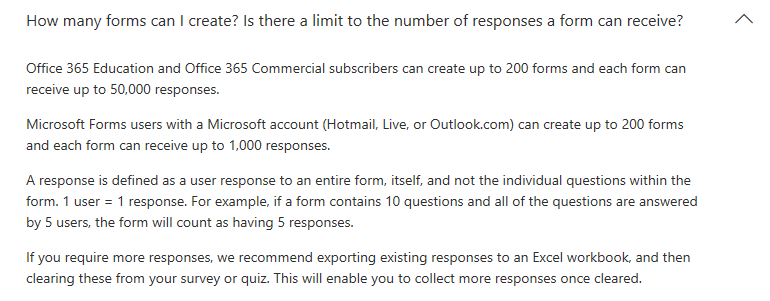 How many forms can I create? Is there a limit to the number of responses a form can receive?
Office 365 Education and Office 365 Commercial subscribers can create up to 200 forms and each form can
receive up to 50,000 responses.
Microsoft Forms users with a Microsoft account (Hotmail, Live, or Outlook.com) can create up to 200 forms
and each form can receive up to 1,000 responses.
A response is defined as a user response to an entire form, itself, and not the individual questions within the
form. 1 user = 1 response. For example, if a form contains 10 questions and all of the questions are answered
by 5 users, the form will count as having 5 responses.
If you require more responses, we recommend exporting existing responses to an Excel workbook, and then
clearing these from your survey or quiz. This will enable you to collect more responses once cleared.